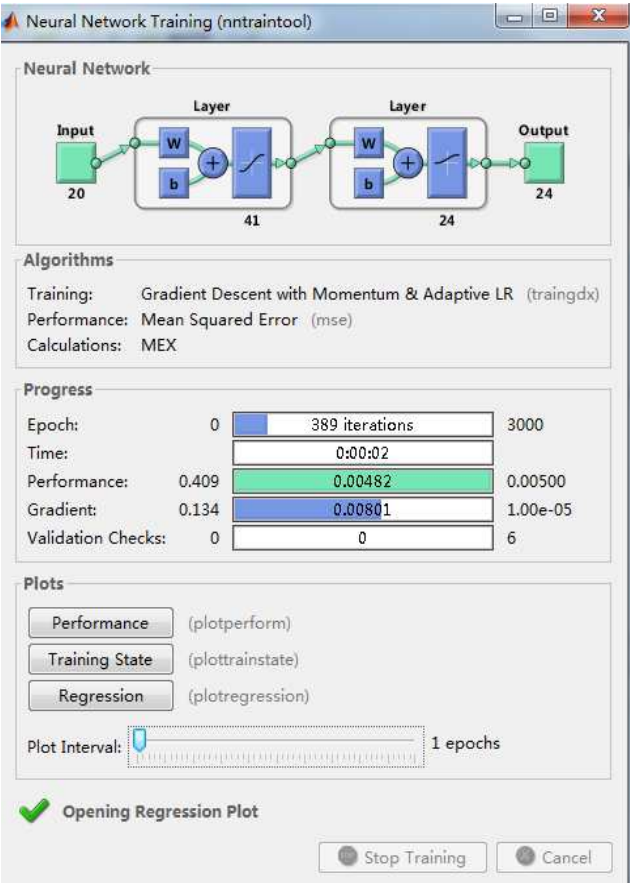 Neural Network Training (nntraintool)
Neural Network
Layer Layer
Input Output
W W
+ +
b b
20 24
41 24
Algorithms
Training: Gradient Descent with Momentum & Adaptive LR (traingdx)
Performance: Mean Squared Error (mse)
Calculations: MEX
Progress
Epoch: 0 389 iterations 3000
Time: 0:00:02
Performance: 0.409 0.00482 0.00500
Gradient: 0.134 0.00801 1.00e-05
Validation Checks: 0 0 6
Plots
Performance (plotperform)
Training State (plottrainstate)
Regression (plotregression)
Plot Interval: 1 epochs
Opening Regression Plot
Stop Training Cancel